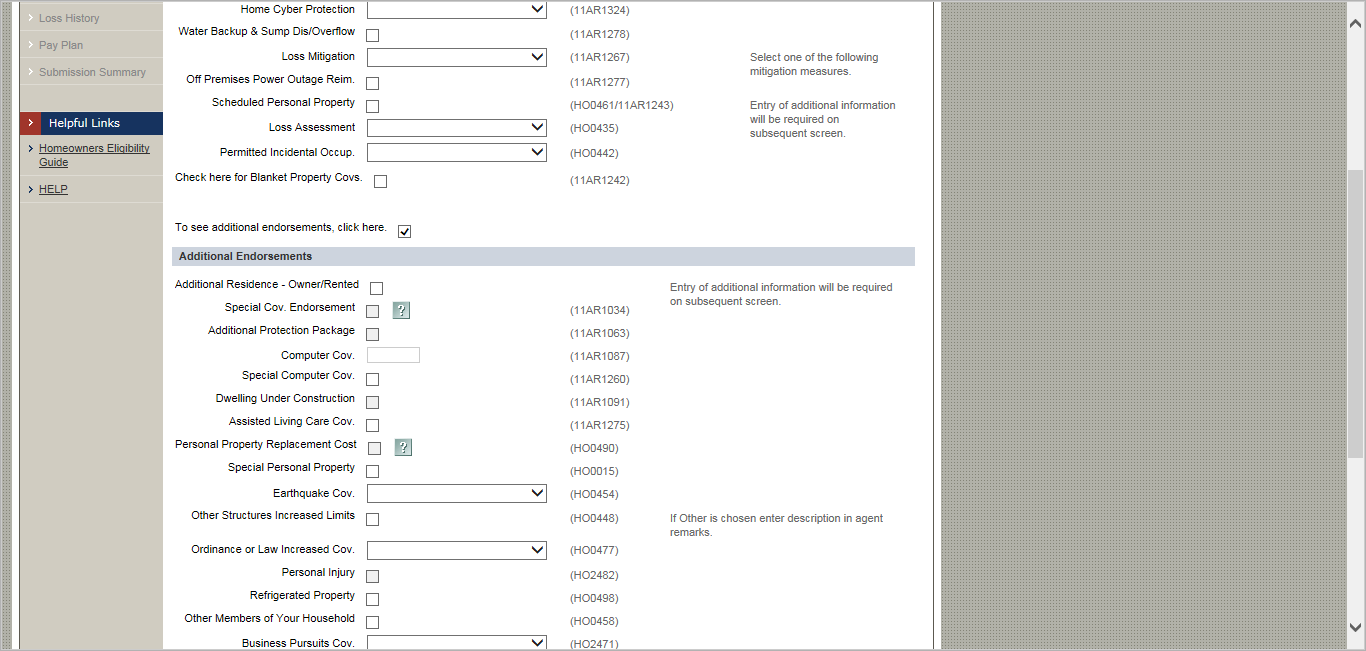 Loss History
Pay Plan
Submission Summary
Helpful Links
Homeowners Eligibility
Guide
HELP
Home Cyber Protection (11AR1324)
Water Backup & Sump Dis/Overflow (11AR1278)
Loss Mitigation (11AR1267) Select one of the following
mitigation measures.
Off Premises Power Outage Reim. (11AR1277)
Scheduled Personal Property (HO0461/11AR1243) Entry of additional information
will be required on
subsequent screen.
Loss Assessment (HO0435)
Permitted Incidental Occup. (HO0442)
Check here for Blanket Property Covs. (11AR1242)
To see additional endorsements, click here.
Additional Endorsements
Additional Residence - Owner/Rented Entry of additional information will be required
on subsequent screen.
Special Cov. Endorsement ? (11AR1034)
Additional Protection Package (11AR1063)
Computer Cov. (11AR1087)
Special Computer Cov. (11AR1260)
Dwelling Under Construction (11AR1091)
Assisted Living Care Cov. (11AR1275)
Personal Property Replacement Cost ? (HO0490)
Special Personal Property (HO0015)
Earthquake Cov. (HO0454)
Other Structures Increased Limits (HO0448) If Other is chosen enter description in agent
remarks.
Ordinance or Law Increased Cov. (HO0477)
Personal Injury (HO2482)
Refrigerated Property (HO0498)
Other Members of Your Household (HO0458)
Business Pursuits Cov. (HO2471)